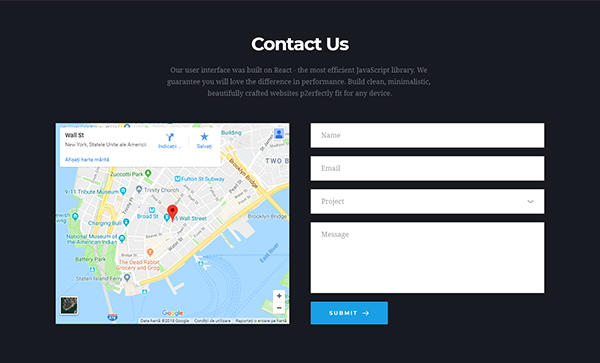 Contact Us
Our user interface was built on React - the most efficient JavaScript library. We
guarantee you will love the difference in performance. Build clean, minimalistic,
beautifully crafted websites p2erfectly fit for any device.
Wall St
New York, Statele Unite ale Americii
Indicații ...
Salvați
Afișați harta mărită
Building
TWO B
Fulton St Subway
Zuccotti Park
9/11 Tribute Museum
Trinity Church
Pearl St
Brooklyn Bridge
Broad St
75 Wall Street
Charging Bull
Brooklyn Bridge
National Museum of
the American Indian
Water St
Battery Park
The Dead Rabbit
Grocery and Grog
East River
Staten Island Ferry
+
−
Google
Date hartă ©2018 Google
Condiții de utilizare
Raportați o eroare pe hartă
Name
Email
Project
Message
SUBMIT